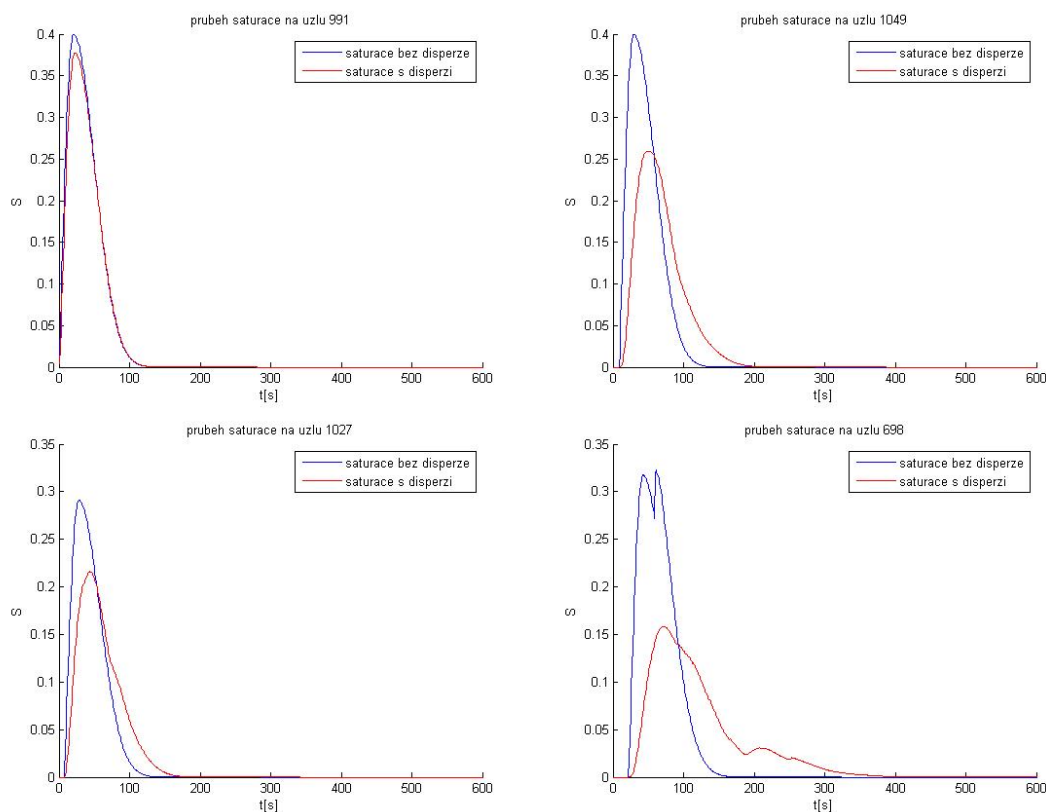 prubeh saturace na uzlu 991
saturace bez disperze
saturace s disperzi
0.4
0.35
0.3
0.25
0.2
0.15
0.1
0.05
0
S
0 100 200 300 400 500 600
t[s]
prubeh saturace na uzlu 1049
saturace bez disperze
saturace s disperzi
0.4
0.35
0.3
0.25
0.2
0.15
0.1
0.05
0
S
0 100 200 300 400 500 600
t[s]
prubeh saturace na uzlu 1027
saturace bez disperze
saturace s disperzi
0.35
0.3
0.25
0.2
0.15
0.1
0.05
0
S
0 100 200 300 400 500 600
t[s]
prubeh saturace na uzlu 698
saturace bez disperze
saturace s disperzi
0.35
0.3
0.25
0.2
0.15
0.1
0.05
0
S
0 100 200 300 400 500 600
t[s]